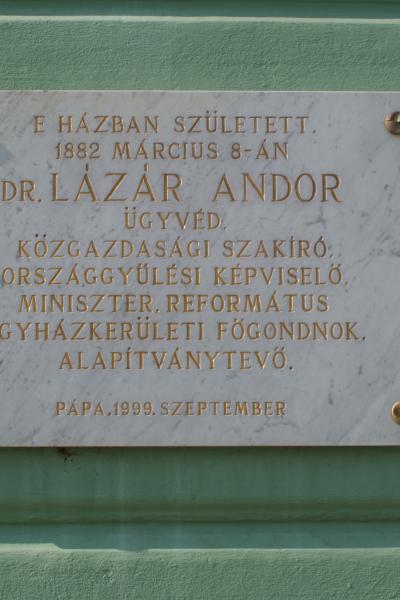 E HÁZBAN SZÜLETETT.
1882 MÁRCIUS 8-ÁN
DR. LÁZÁR ANDOR
ÜGYVÉD,
KÖZGAZDASÁGI SZAKÍRÓ,
ORSZÁGGYŰLÉSI KÉPVISELŐ,
MINISZTER, REFORMÁTUS
GYHÁZKERÜLETI FŐGONDNOK,
ALAPÍTVÁNYTEVŐ.
PÁPA, 1999. SZEPTEMBER